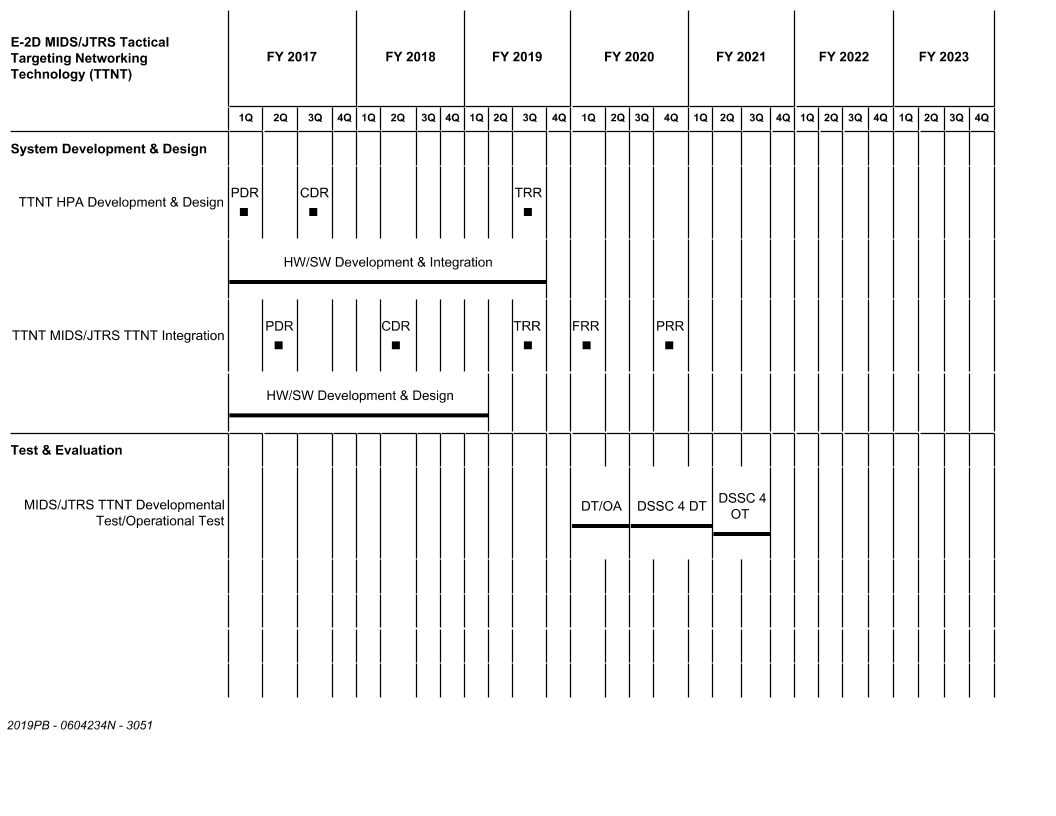 E-2D MIDS/JTRS Tactical
Targeting Networking
Technology (TTNT)
FY 2017 FY 2018 FY 2019 FY 2020 FY 2021 FY 2022 FY 2023
1Q 2Q 3Q 4Q 1Q 2Q 3Q 4Q 1Q 2Q 3Q 4Q 1Q 2Q 3Q 4Q 1Q 2Q 3Q 4Q 1Q 2Q 3Q 4Q 1Q 2Q 3Q 4Q
System Development & Design
TTNT HPA Development & Design
PDR CDR TRR
HW/SW Development & Integration
TTNT MIDS/JTRS TTNT Integration
PDR CDR TRR FRR PRR
HW/SW Development & Design
Test & Evaluation
MIDS/JTRS TTNT Developmental
Test/Operational Test
DT/OA DSSC 4 DT
DSSC 4
OT
2019PB - 0604234N - 3051